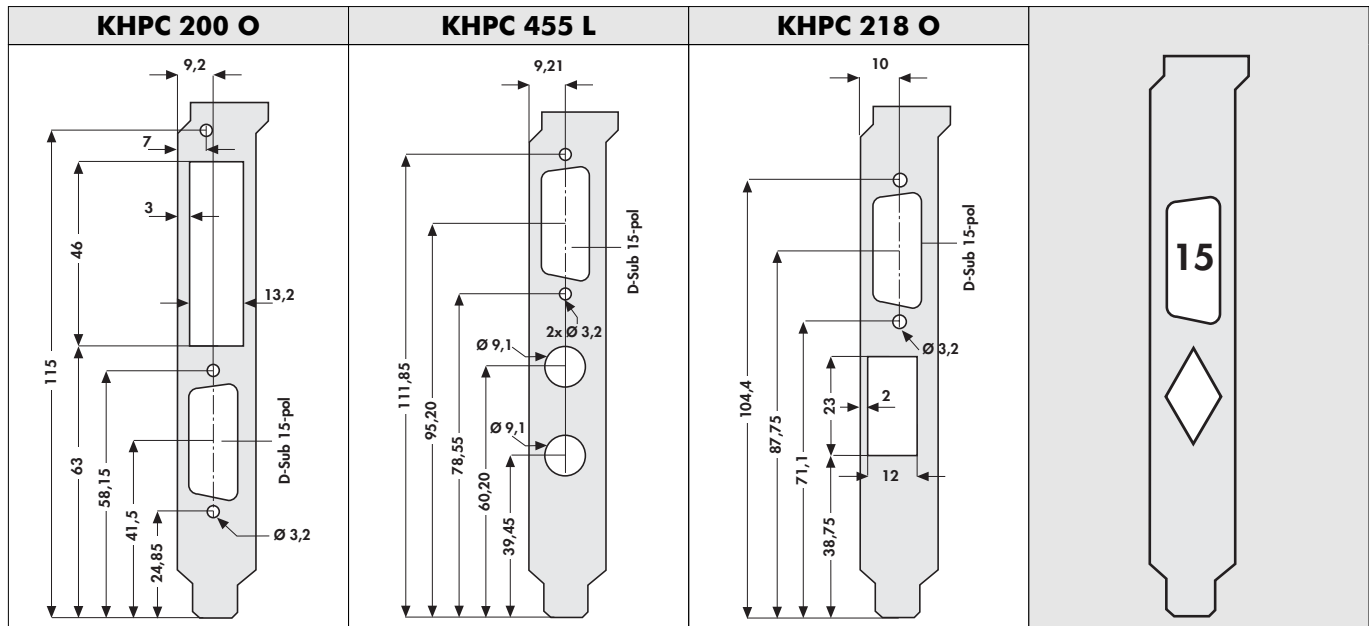 KHPC 200 O
9,2
7
3
46
13,2
115
63
58,15
41,5
24,85
D-Sub 15-pol
Ø 3,2
KHPC 455 L
9,21
D-Sub 15-pol
2x Ø 3,2
Ø 9,1
Ø 9,1
111,85
95,20
78,55
60,20
39,45
KHPC 218 O
10
D-Sub 15-pol
Ø 3,2
2
23
12
104,4
87,75
71,1
38,75
15